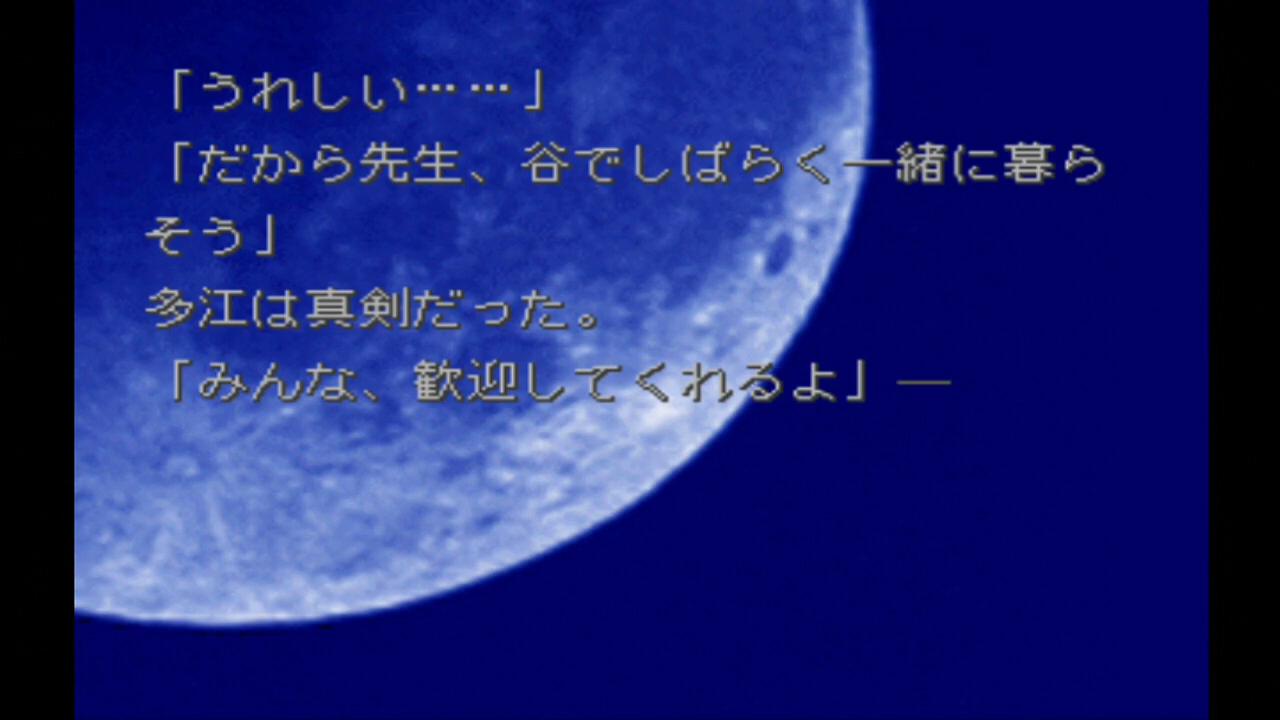 「うれしい……」
「だから先生、谷でしばらく一緒に暮ら
そう」
多江は真剣だった。
「みんな、歓迎してくれるよ」